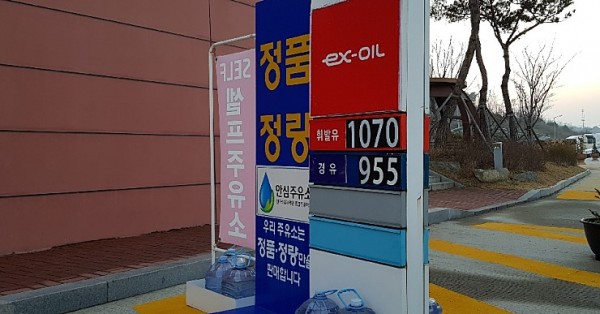 SELF
셀프주유소
정품
정량
안심주유소
우리 주유소는
정품·정량만을
판매합니다
ex-OIL
휘발유 1070
경유 955